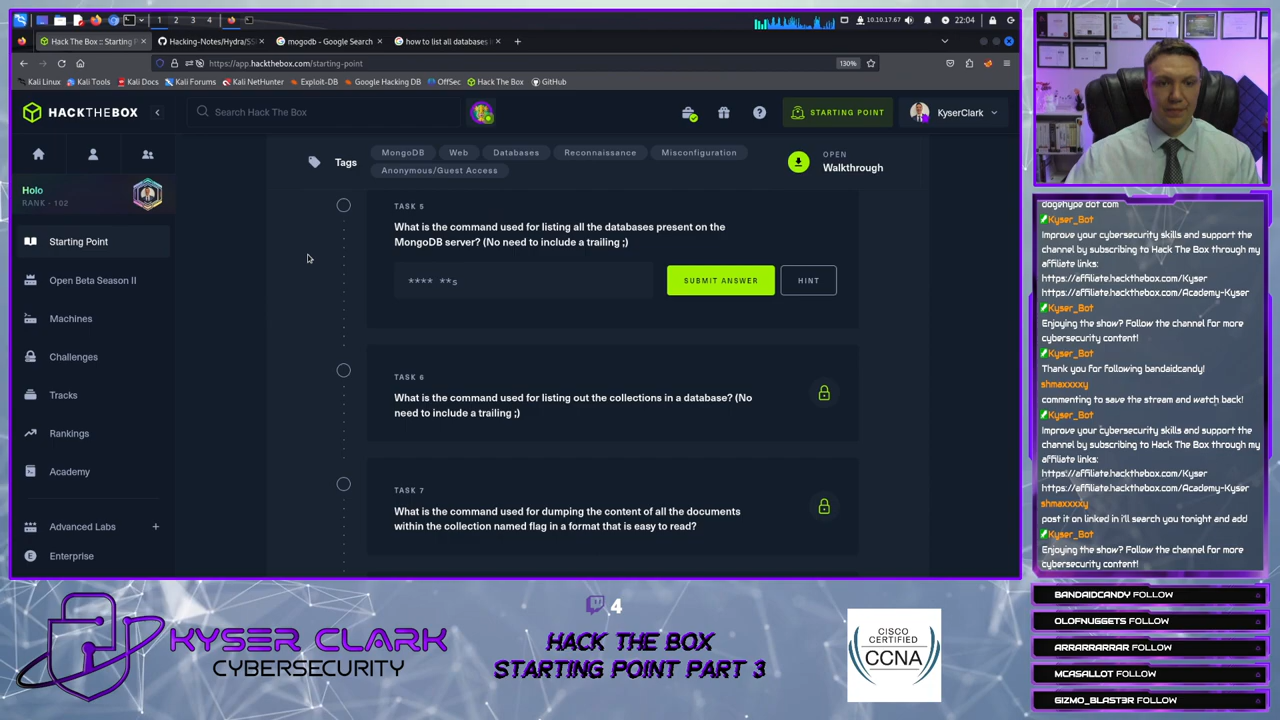 1 2 3 4
10.10.17.67
22:04
Hack The Box :: Starting P
Hacking-Notes/Hydra/SS
mogod
how to list all data
https://app.hackthebox.com/starting-point
130%
Kali Linux
Kali Tools
Kali Docs
Kali Forums
Kali NetHunter
Exploit-DB
Google Hacking DB
OffSec
Hack The Box
GitHub
HACKTHEBOX
Search Hack The Box
STARTING POINT
KyserClark
Holo
RANK - 102
Starting Point
Open Beta Season II
Machines
Challenges
Tracks
Rankings
Academy
Advanced Labs
Enterprise
Tags
MongoDB
Web
Databases
Reconnaissance
Misconfiguration
Anonymous/Guest Access
OPEN
Walkthrough
TASK 5
What is the command used for listing all the databases present on the
MongoDB server? (No need to include a trailing ;)
**** **s
SUBMIT ANSWER
HINT
TASK 6
What is the command used for listing out the collections in a database? (No
need to include a trailing ;)
TASK 7
What is the command used for dumping the content of all the documents
within the collection named flag in a format that is easy to read?
dogehype dot com
Kyser_Bot
Improve your cybersecurity skills and support the
channel by subscribing to Hack The Box through my
affiliate links:
https://affiliate.hackthebox.com/Kyser
https://affiliate.hackthebox.com/Academy-Kyser
Kyser_Bot
Enjoying the show? Follow the channel for more
cybersecurity content!
Kyser_Bot
Thank you for following bandaidcandy!
shmaxxxxy
commenting to save the stream and watch back!
Kyser_Bot
Improve your cybersecurity skills and support the
channel by subscribing to Hack The Box through my
affiliate links:
https://affiliate.hackthebox.com/Kyser
https://affiliate.hackthebox.com/Academy-Kyser
shmaxxxxy
post it on linked in i'll search you tonight and add
Kyser_Bot
Enjoying the show? Follow the channel for more
cybersecurity content!
4
KYSER CLARK
CYBERSECURITY
HACK THE BOX
ING POINT PART 3
CISCO
CERTIFIED
CCNA
BANDAIDCANDY FOLLOW
OLOFNUGGETS FOLLOW
ARRARRARRAR FOLLOW
MCASALLOT FOLLOW
GIZMO_BLAST3R FOLLOW